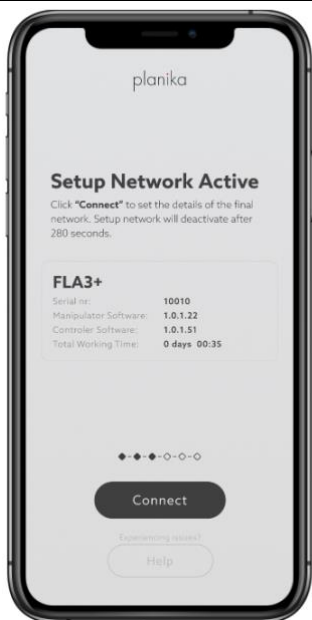 planika
Setup Network Active
Click "Connect" to set the details of the final
network. Setup network will deactivate after
280 seconds.
FLA3+
Serial nr: 10010
Manipulator Software: 1.0.1.22
Controler Software: 1.0.1.51
Total Working Time: 0 days 00:35
Connect
Experiencing issues?
Help